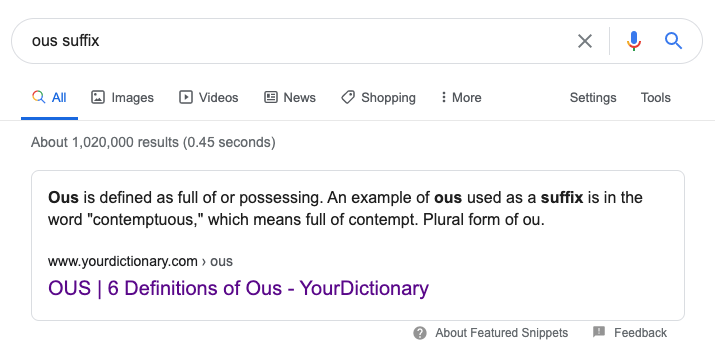 ous suffix
All Images Videos News Shopping More Settings Tools
About 1,020,000 results (0.45 seconds)
Ous is defined as full of or possessing. An example of ous used as a suffix is in the
word "contemptuous," which means full of contempt. Plural form of ou.
www.yourdictionary.com › ous
OUS | 6 Definitions of Ous - YourDictionary
About Featured Snippets Feedback